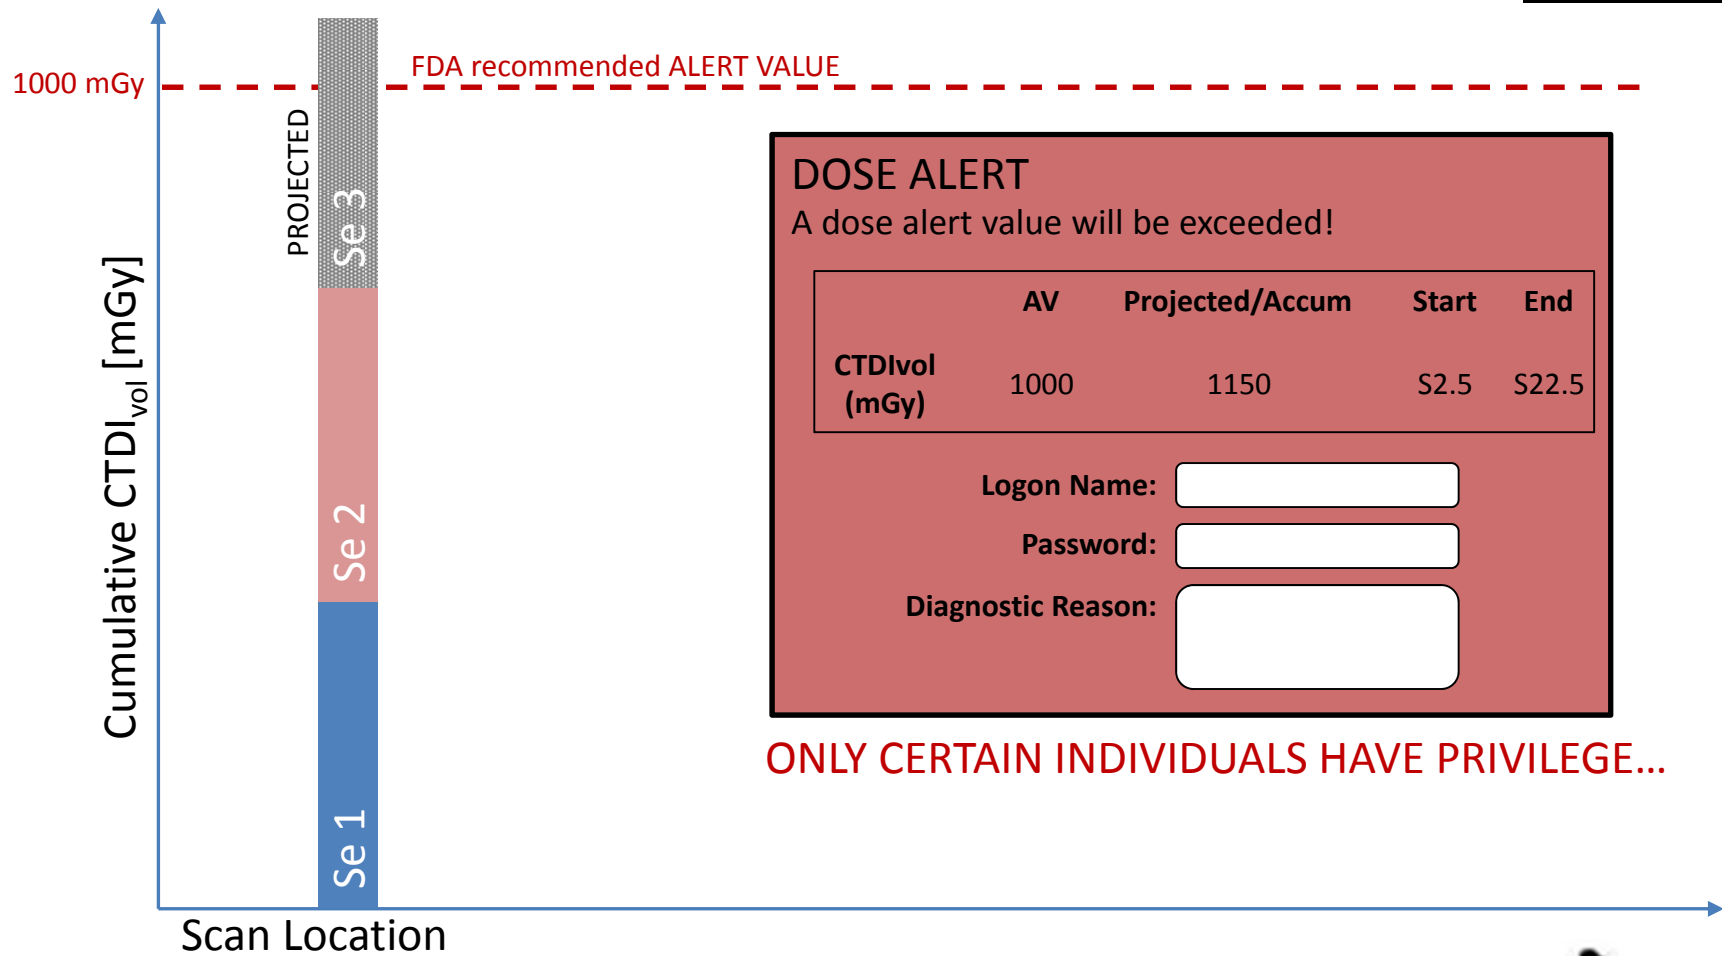 1000 mGy
FDA recommended ALERT VALUE
PROJECTED
Se 3
Se 2
Se 1
Cumulative CTDIvol [mGy]
Scan Location
DOSE ALERT
A dose alert value will be exceeded!
AV Projected/Accum Start End
CTDIvol
(mGy) 1000 1150 S2.5 S22.5
Logon Name:
Password:
Diagnostic Reason:
ONLY CERTAIN INDIVIDUALS HAVE PRIVILEGE...